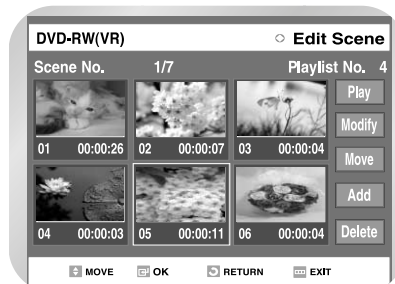 DVD-RW(VR) Edit Scene
Scene No. 1/7 Playlist No. 4
Play
Modify
01 00:00:26 02 00:00:07 03 00:00:04
Move
Add
04 00:00:03 05 00:00:11 06 00:00:04 Delete
MOVE OK RETURN EXIT